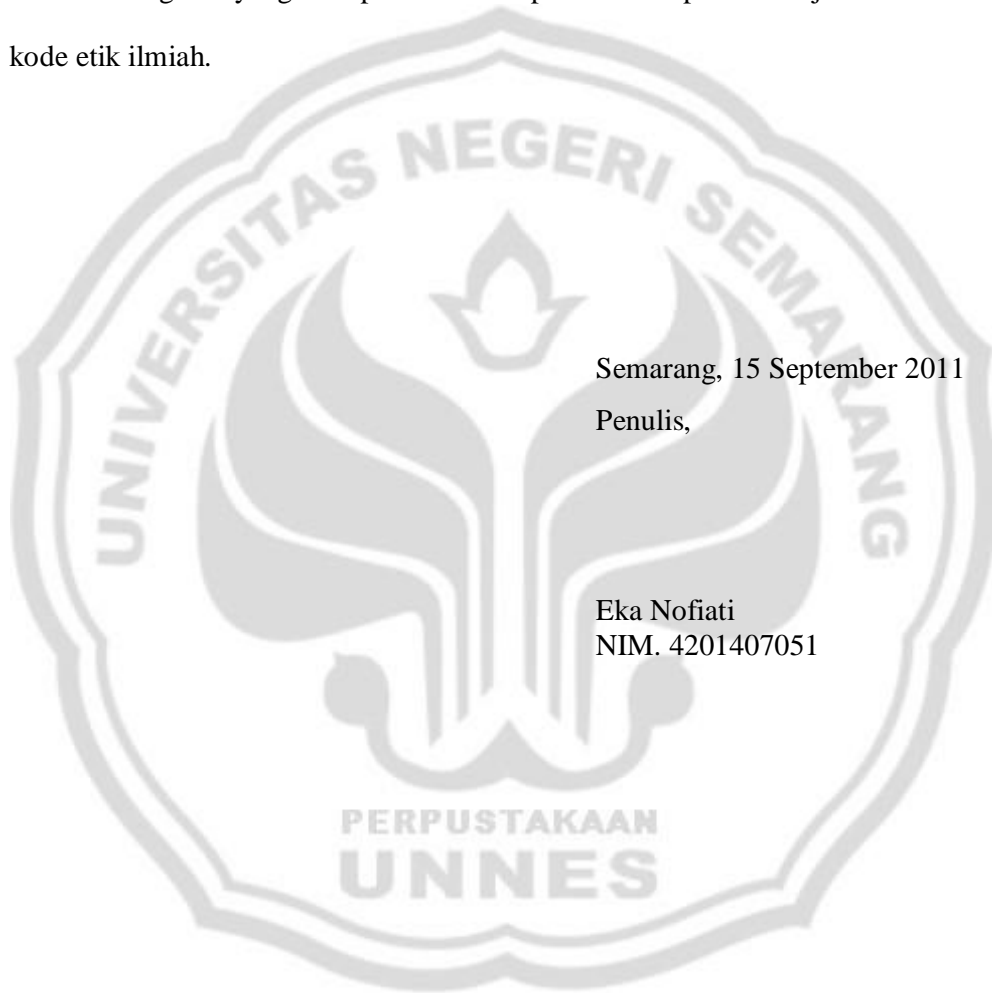 kode etik ilmiah.
UNIVERSITAS NEGERI SEMARANG
Semarang, 15 September 2011
Penulis,
Eka Nofiati
NIM. 4201407051
PERPUSTAKAAN
UNNES